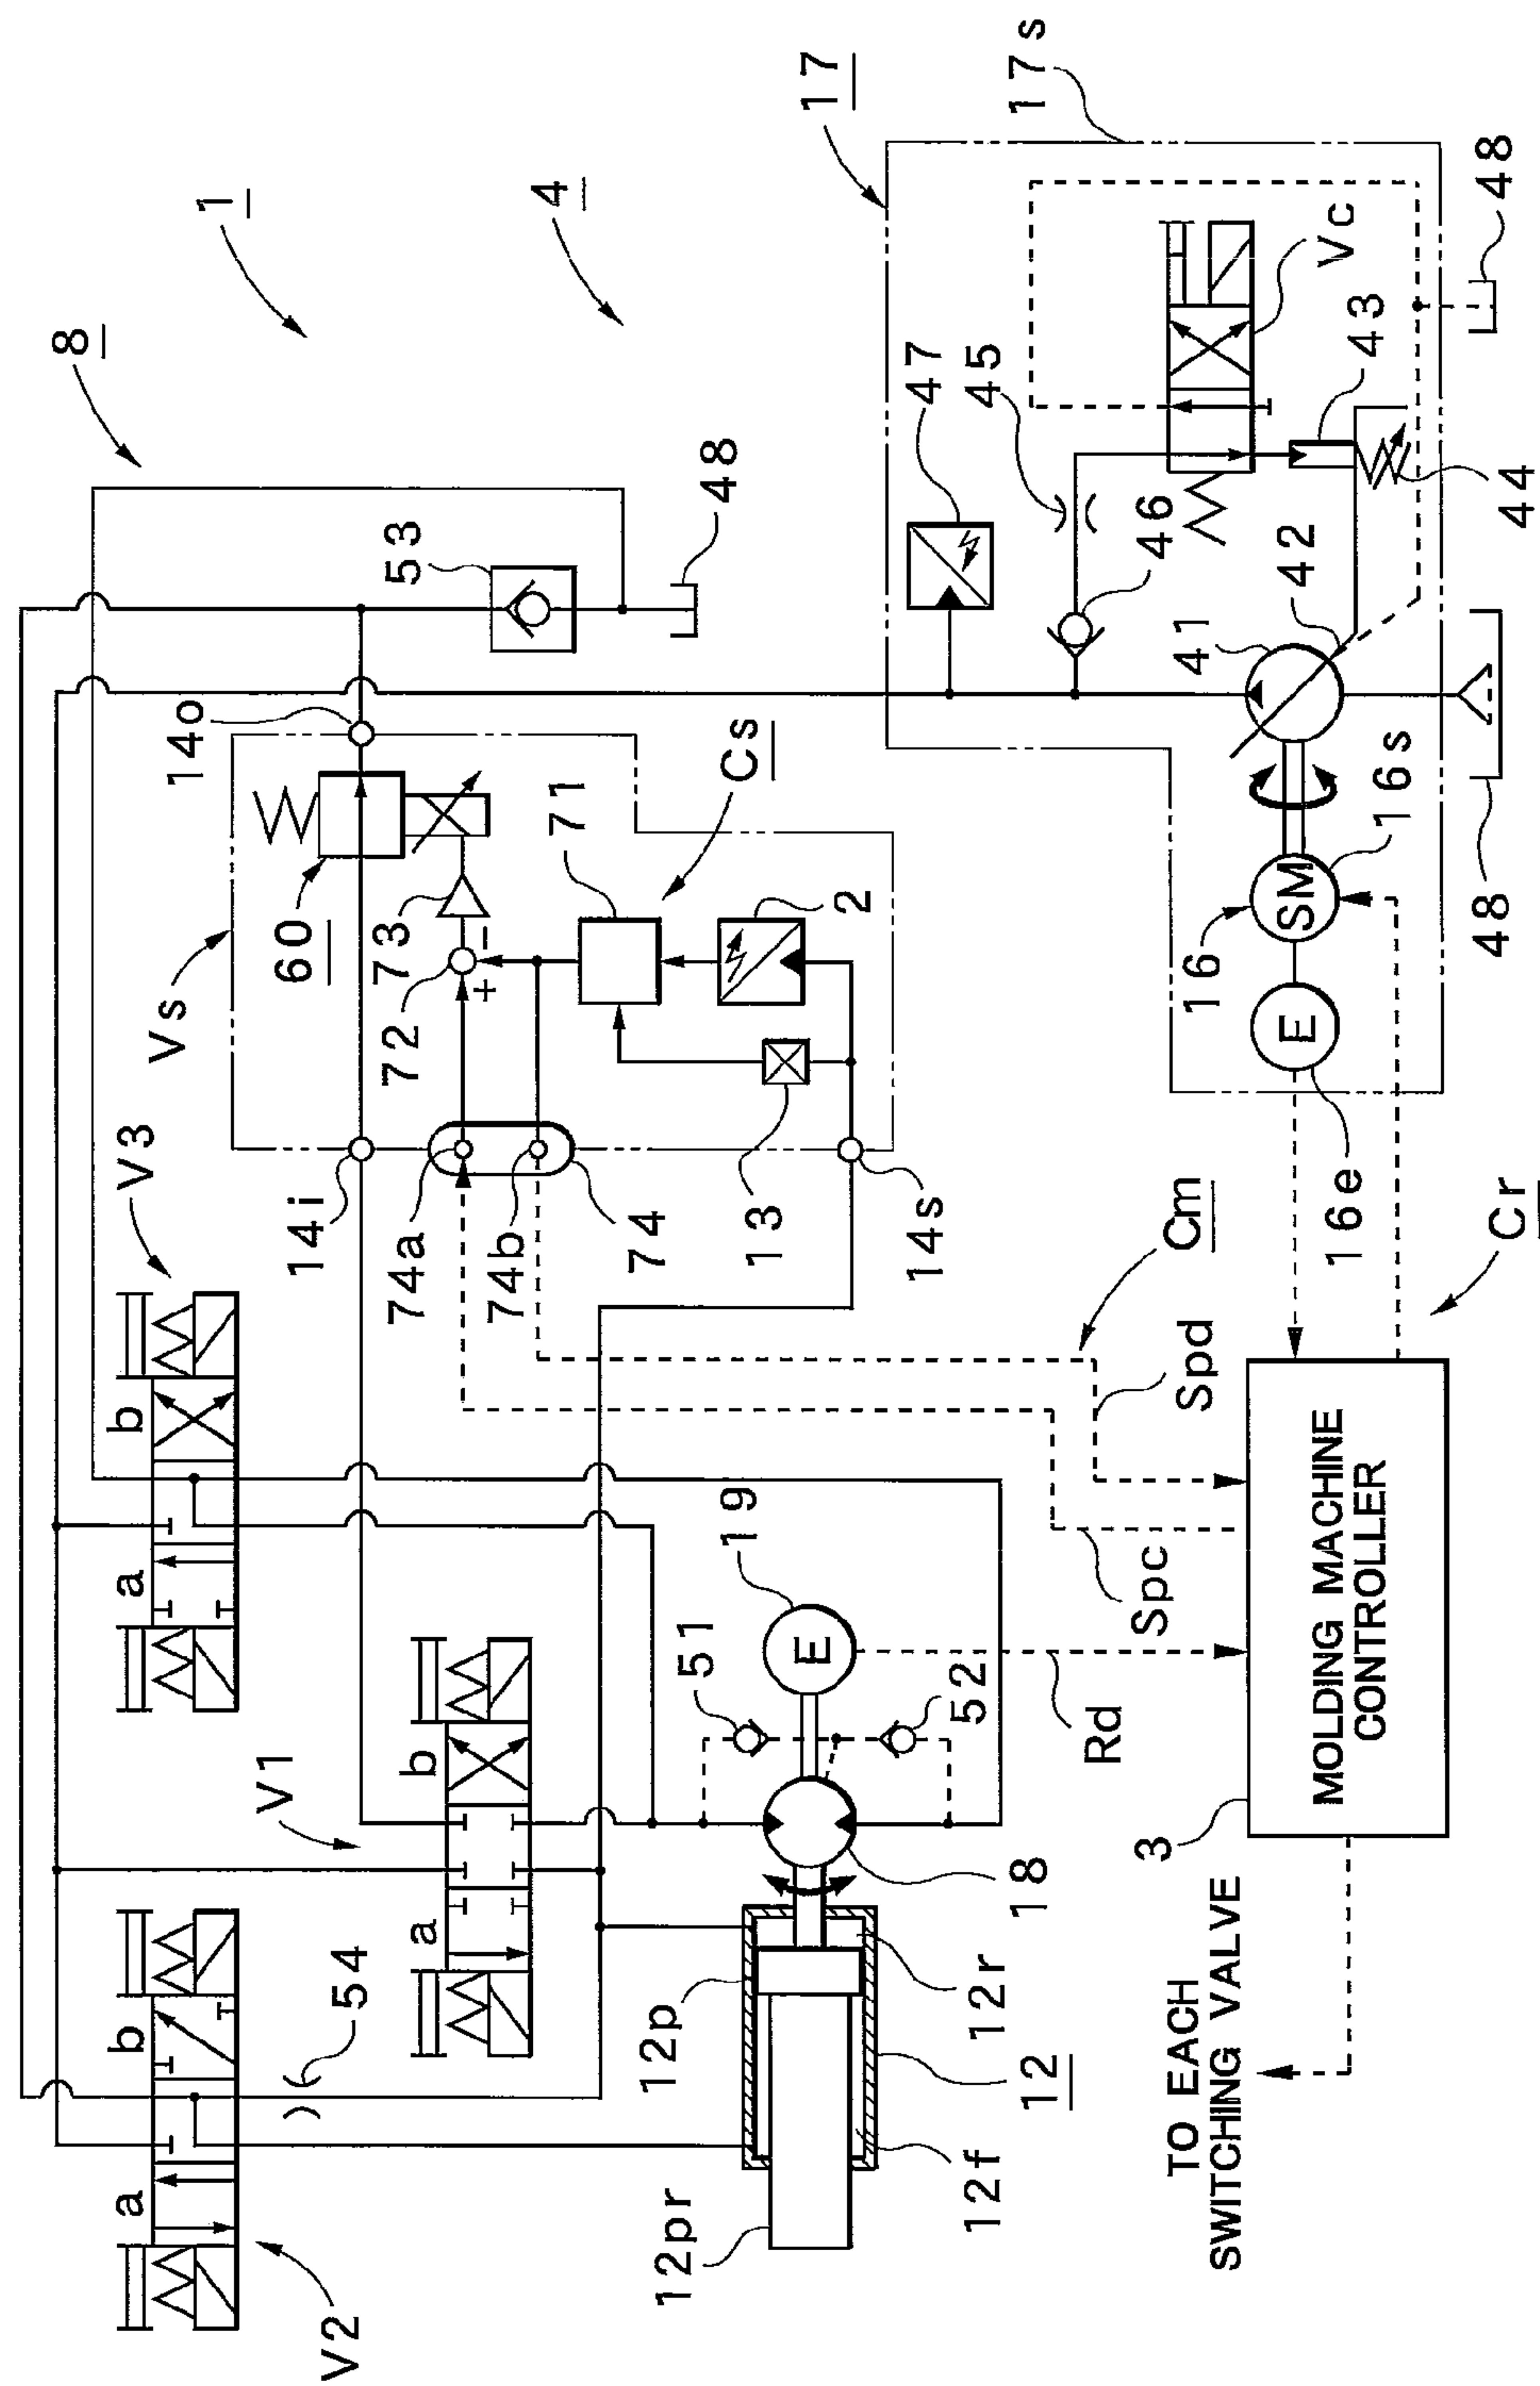 8
1
4
17
17s
V2
V1
V3
Vs
a
b
a
b
a
b
54
60
14o
14i
53
48
73
72
71
Cs
2
74a
74b
74
13
14s
+
−
47
45
46
Vc
43
44
42
41
48
48
16
16s
SM
E
16e
12pr
12p
12f
12r
12
18
51
52
19
E
Rd
Spc
Spd
Cm
Cr
3
MOLDING MACHINE
CONTROLLER
TO EACH
SWITCHING VALVE